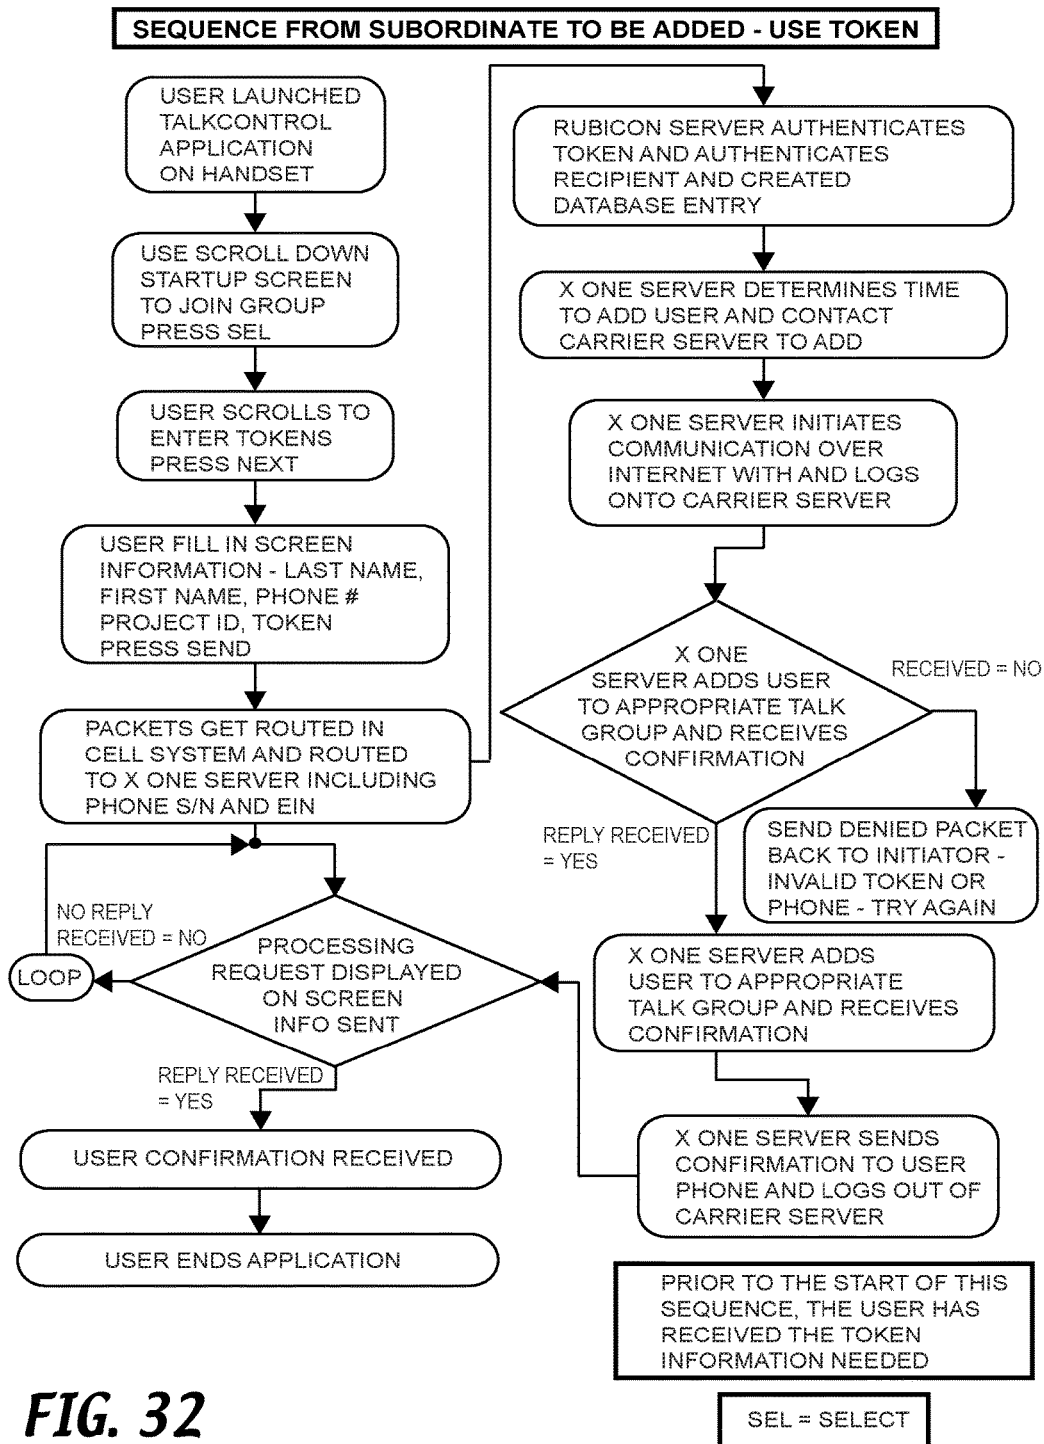 SEQUENCE FROM SUBORDINATE TO BE ADDED - USE TOKEN
USER LAUNCHED
TALKCONTROL
APPLICATION
ON HANDSET
USE SCROLL DOWN
STARTUP SCREEN
TO JOIN GROUP
PRESS SEL
USER SCROLLS TO
ENTER TOKENS
PRESS NEXT
USER FILL IN SCREEN
INFORMATION - LAST NAME,
FIRST NAME, PHONE #
PROJECT ID, TOKEN
PRESS SEND
PACKETS GET ROUTED IN
CELL SYSTEM AND ROUTED
TO X ONE SERVER INCLUDING
PHONE S/N AND EIN
NO REPLY
RECEIVED = NO
LOOP
PROCESSING
REQUEST DISPLAYED
ON SCREEN
INFO SENT
REPLY RECEIVED
= YES
USER CONFIRMATION RECEIVED
USER ENDS APPLICATION
RUBICON SERVER AUTHENTICATES
TOKEN AND AUTHENTICATES
RECIPIENT AND CREATED
DATABASE ENTRY
X ONE SERVER DETERMINES TIME
TO ADD USER AND CONTACT
CARRIER SERVER TO ADD
X ONE SERVER INITIATES
COMMUNICATION OVER
INTERNET WITH AND LOGS
ONTO CARRIER SERVER
X ONE
SERVER ADDS USER
TO APPROPRIATE TALK
GROUP AND RECEIVES
CONFIRMATION
RECEIVED = NO
SEND DENIED PACKET
BACK TO INITIATOR -
INVALID TOKEN OR
PHONE - TRY AGAIN
REPLY RECEIVED
= YES
X ONE SERVER ADDS
USER TO APPROPRIATE
TALK GROUP AND RECEIVES
CONFIRMATION
X ONE SERVER SENDS
CONFIRMATION TO USER
PHONE AND LOGS OUT OF
CARRIER SERVER
PRIOR TO THE START OF THIS
SEQUENCE, THE USER HAS
RECEIVED THE TOKEN
INFORMATION NEEDED
SEL = SELECT
FIG. 32